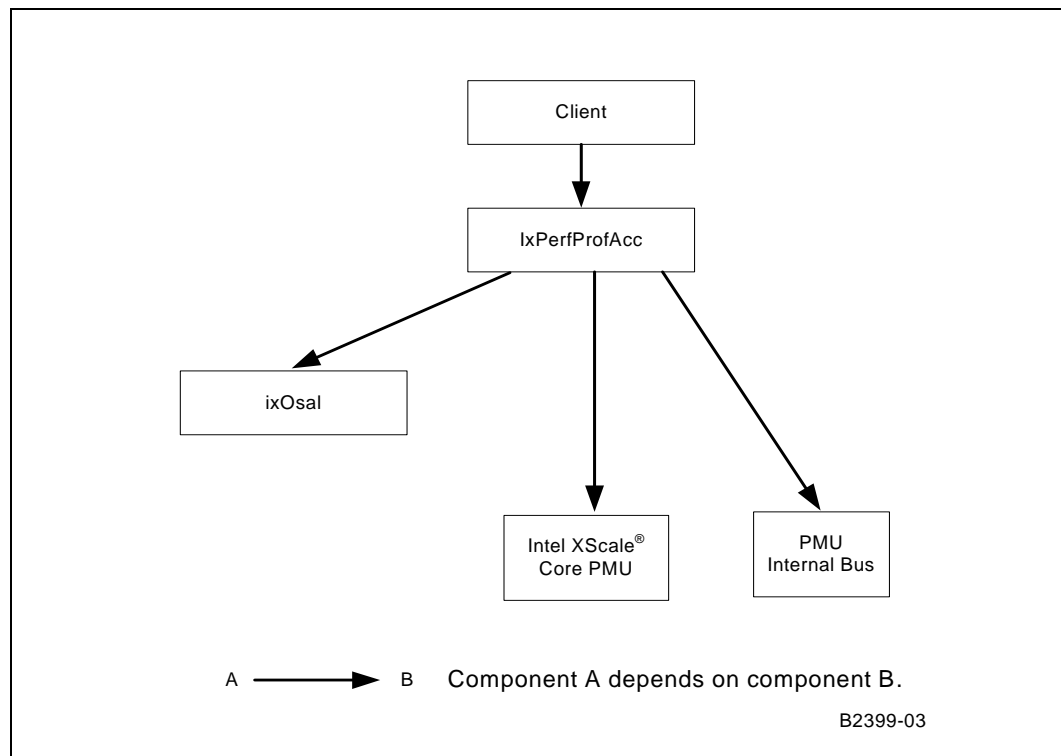 Client
IxPerfProfAcc
ixOsal
Intel XScale®
Core PMU
PMU
Internal Bus
A B Component A depends on component B.
B2399-03